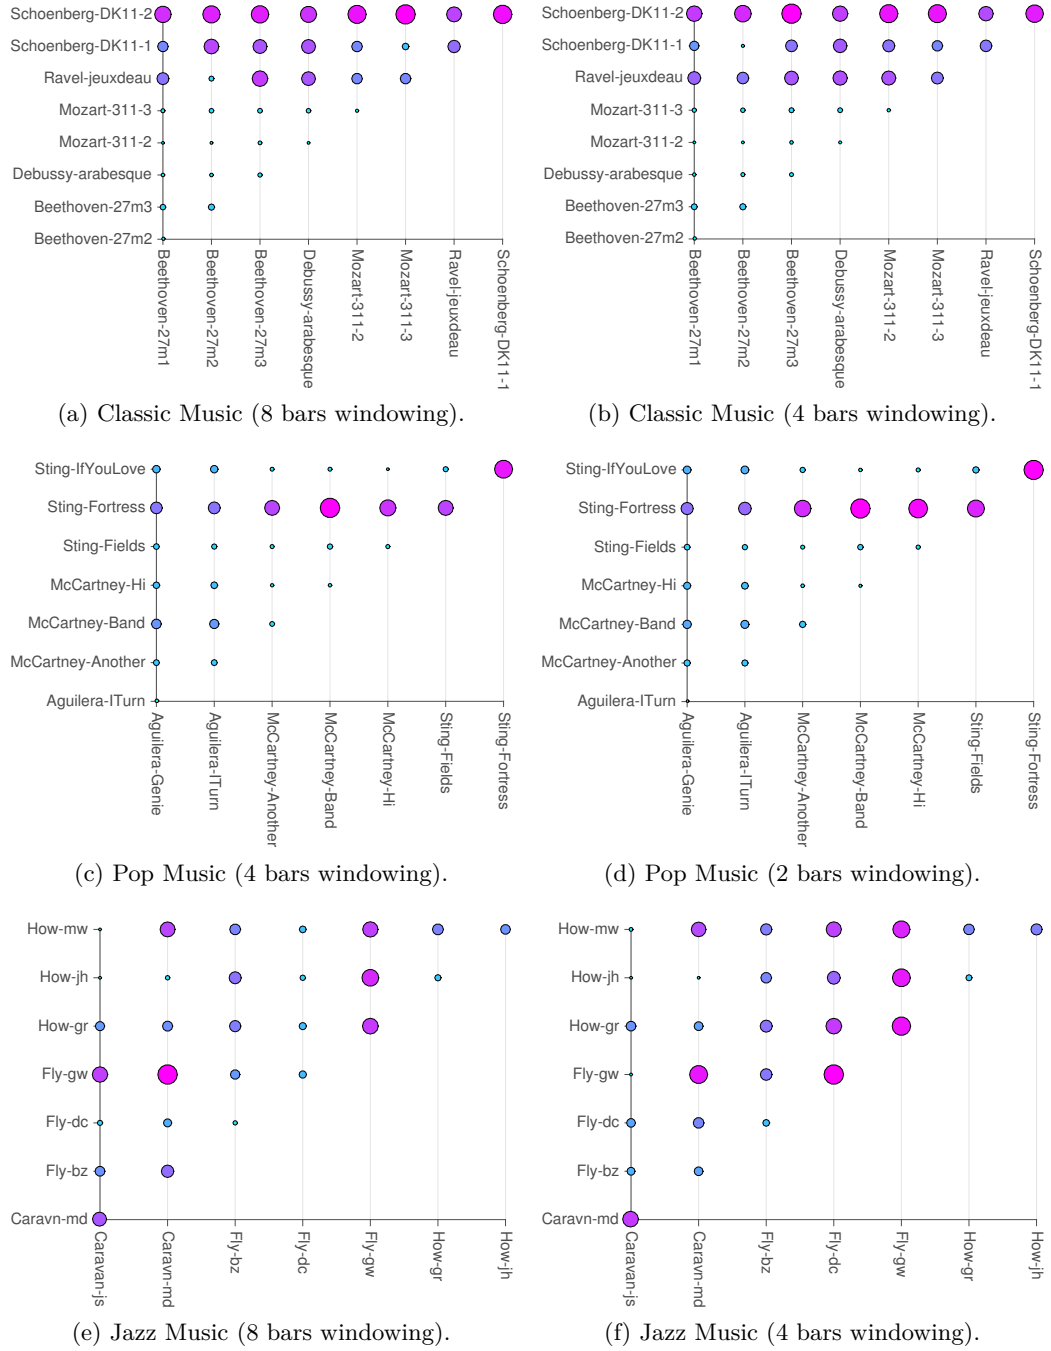 Schoenberg-DK11-2
Schoenberg-DK11-1
Ravel-jeuxdeau
Mozart-311-3
Mozart-311-2
Debussy-arabesque
Beethoven-27m3
Beethoven-27m2
Beethoven-27m1
Beethoven-27m2
Beethoven-27m3
Debussy-arabesque
Mozart-311-2
Mozart-311-3
Ravel-jeuxdeau
Schoenberg-DK11-1
(a) Classic Music (8 bars windowing).
Schoenberg-DK11-2
Schoenberg-DK11-1
Ravel-jeuxdeau
Mozart-311-3
Mozart-311-2
Debussy-arabesque
Beethoven-27m3
Beethoven-27m2
Beethoven-27m1
Beethoven-27m2
Beethoven-27m3
Debussy-arabesque
Mozart-311-2
Mozart-311-3
Ravel-jeuxdeau
Schoenberg-DK11-1
(b) Classic Music (4 bars windowing).
Sting-IfYouLove
Sting-Fortress
Sting-Fields
McCartney-Hi
McCartney-Band
McCartney-Another
Aguilera-ITurn
Aguilera-Genie
Aguilera-ITurn
McCartney-Another
McCartney-Band
McCartney-Hi
Sting-Fields
Sting-Fortress
(c) Pop Music (4 bars windowing).
Sting-IfYouLove
Sting-Fortress
Sting-Fields
McCartney-Hi
McCartney-Band
McCartney-Another
Aguilera-ITurn
Aguilera-Genie
Aguilera-ITurn
McCartney-Another
McCartney-Band
McCartney-Hi
Sting-Fields
Sting-Fortress
(d) Pop Music (2 bars windowing).
How-mw
How-jh
How-gr
Fly-gw
Fly-dc
Fly-bz
Caravn-md
Caravan-js
Caravn-md
Fly-bz
Fly-dc
Fly-gw
How-gr
How-jh
(e) Jazz Music (8 bars windowing).
How-mw
How-jh
How-gr
Fly-gw
Fly-dc
Fly-bz
Caravn-md
Caravan-js
Caravn-md
Fly-bz
Fly-dc
Fly-gw
How-gr
How-jh
(f) Jazz Music (4 bars windowing).